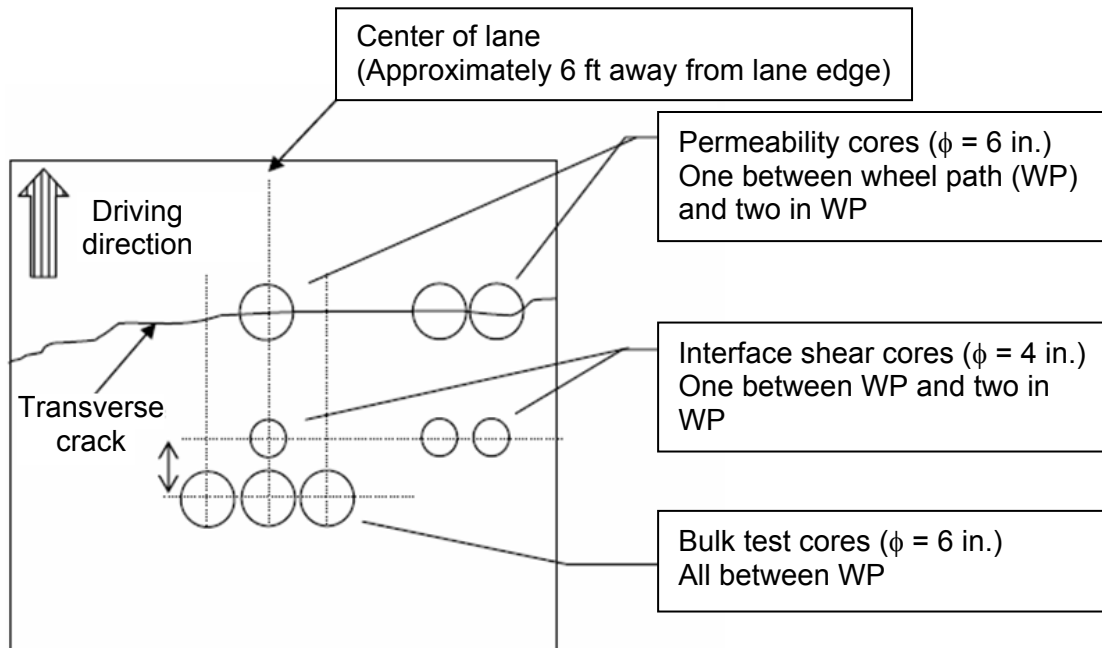 Center of lane
(Approximately 6 ft away from lane edge)
Permeability cores (ϕ = 6 in.)
One between wheel path (WP)
and two in WP
Driving
direction
Interface shear cores (ϕ = 4 in.)
One between WP and two in
WP
Transverse
crack
Bulk test cores (ϕ = 6 in.)
All between WP